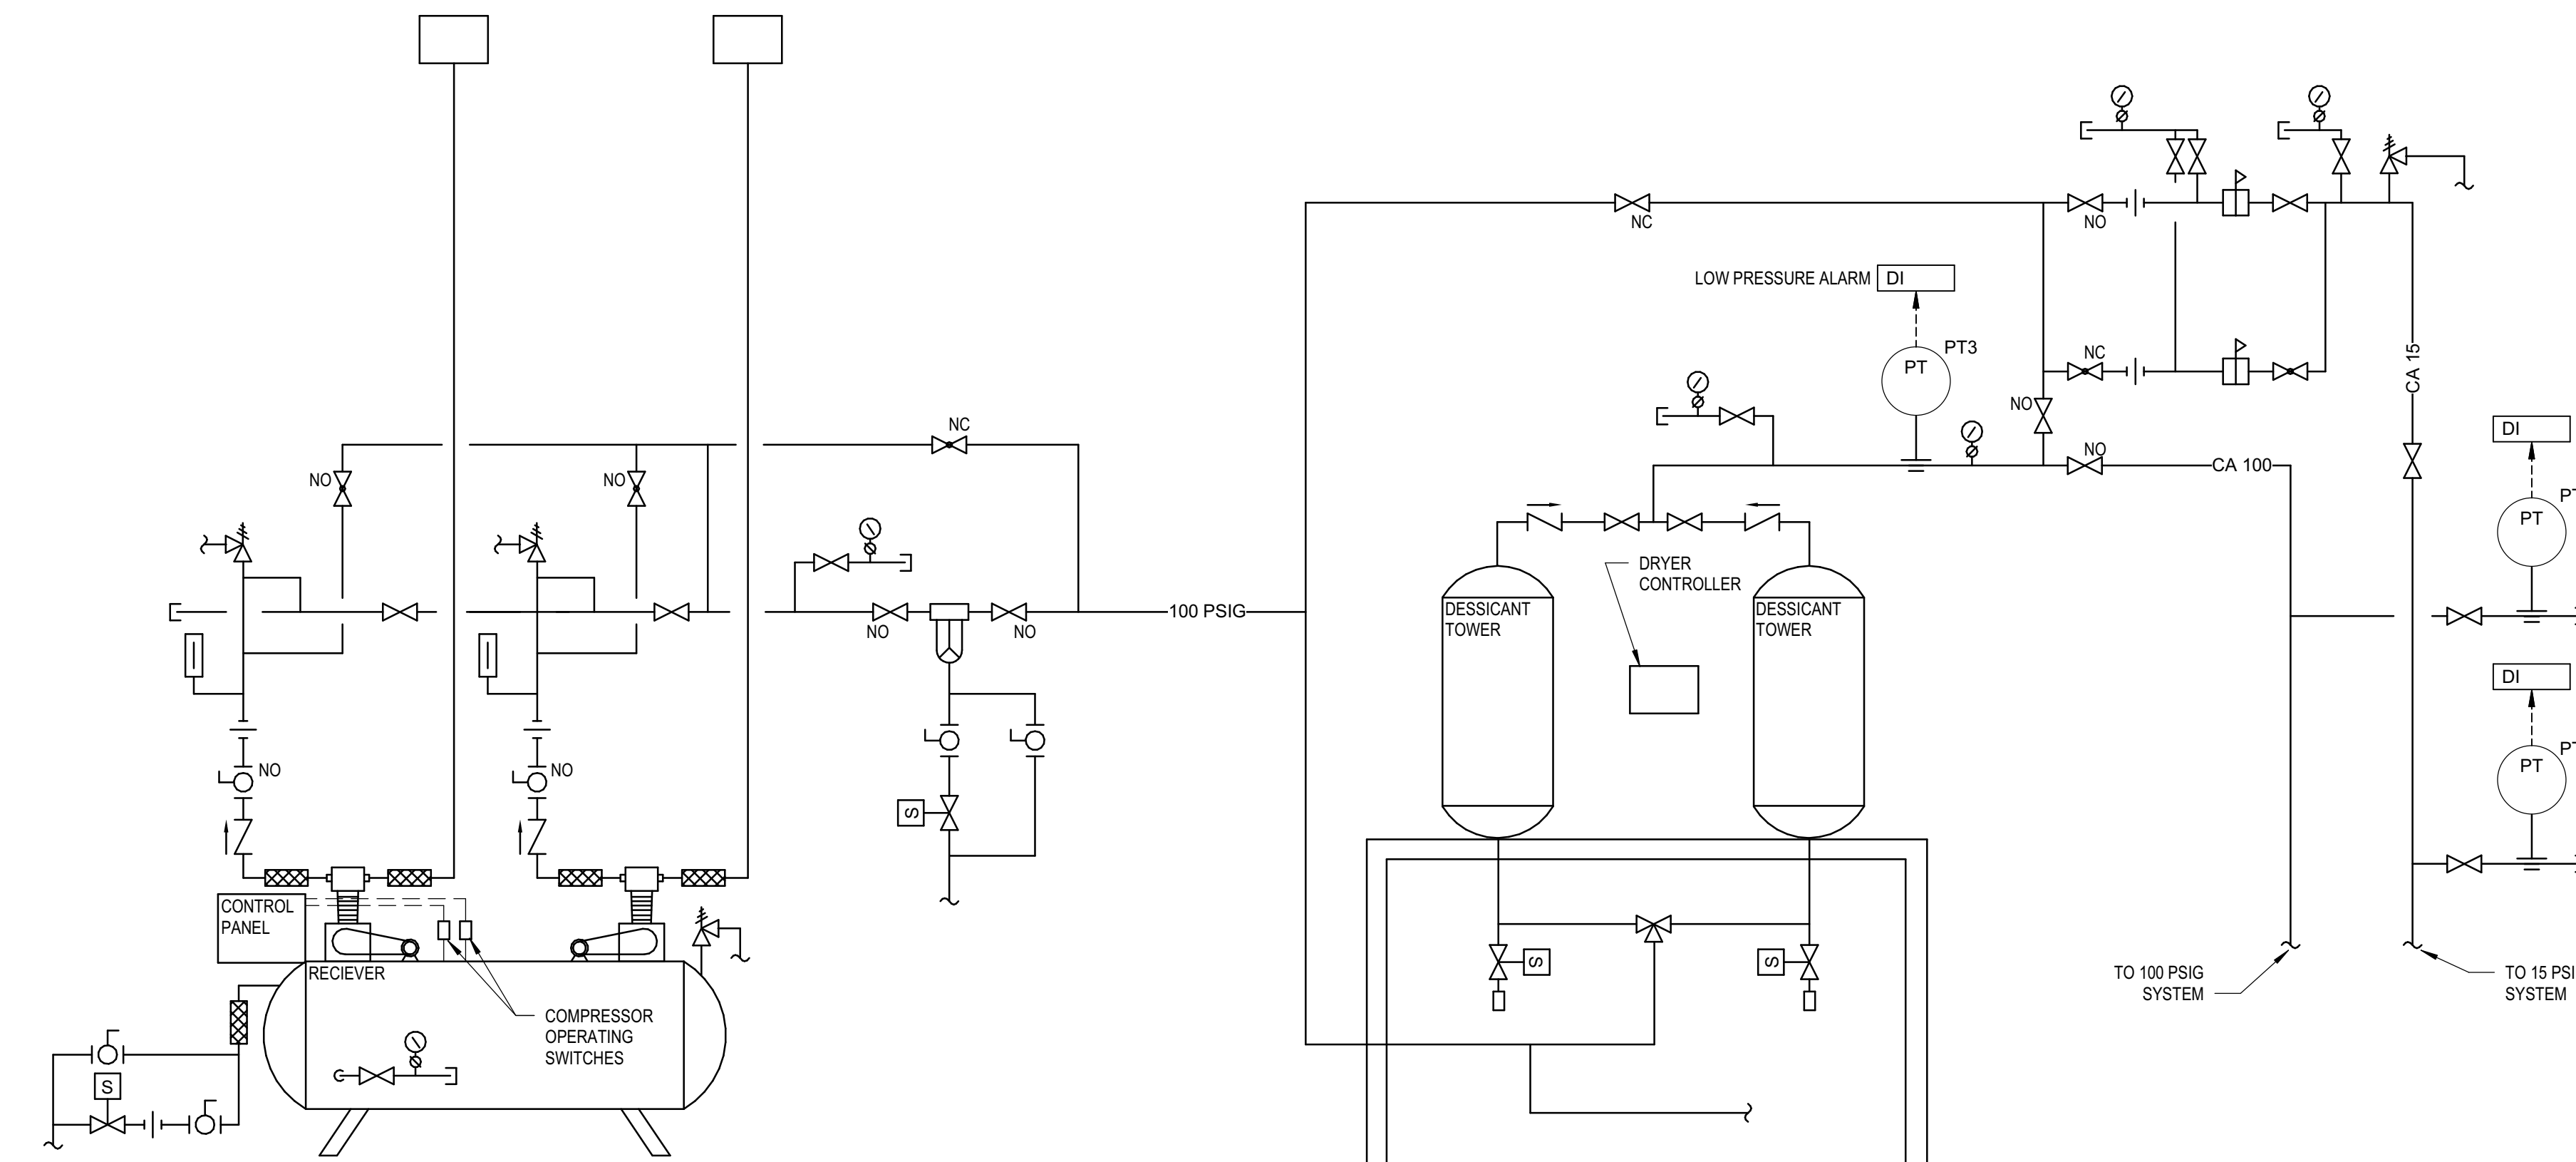 LOW PRESSURE ALARM
DI
PT
PT3
NC
NO
NC
NO
NO
CA 15
CA 100
NC
NO
NO
NO
NO
100 PSIG
NO
NO
S
DI
PT
DI
PT
DRYER
CONTROLLER
DESSICANT
TOWER
DESSICANT
TOWER
CONTROL
PANEL
RECIEVER
COMPRESSOR
OPERATING
SWITCHES
S
S
S
TO 100 PSIG
SYSTEM
TO 15 PSI
SYSTEM